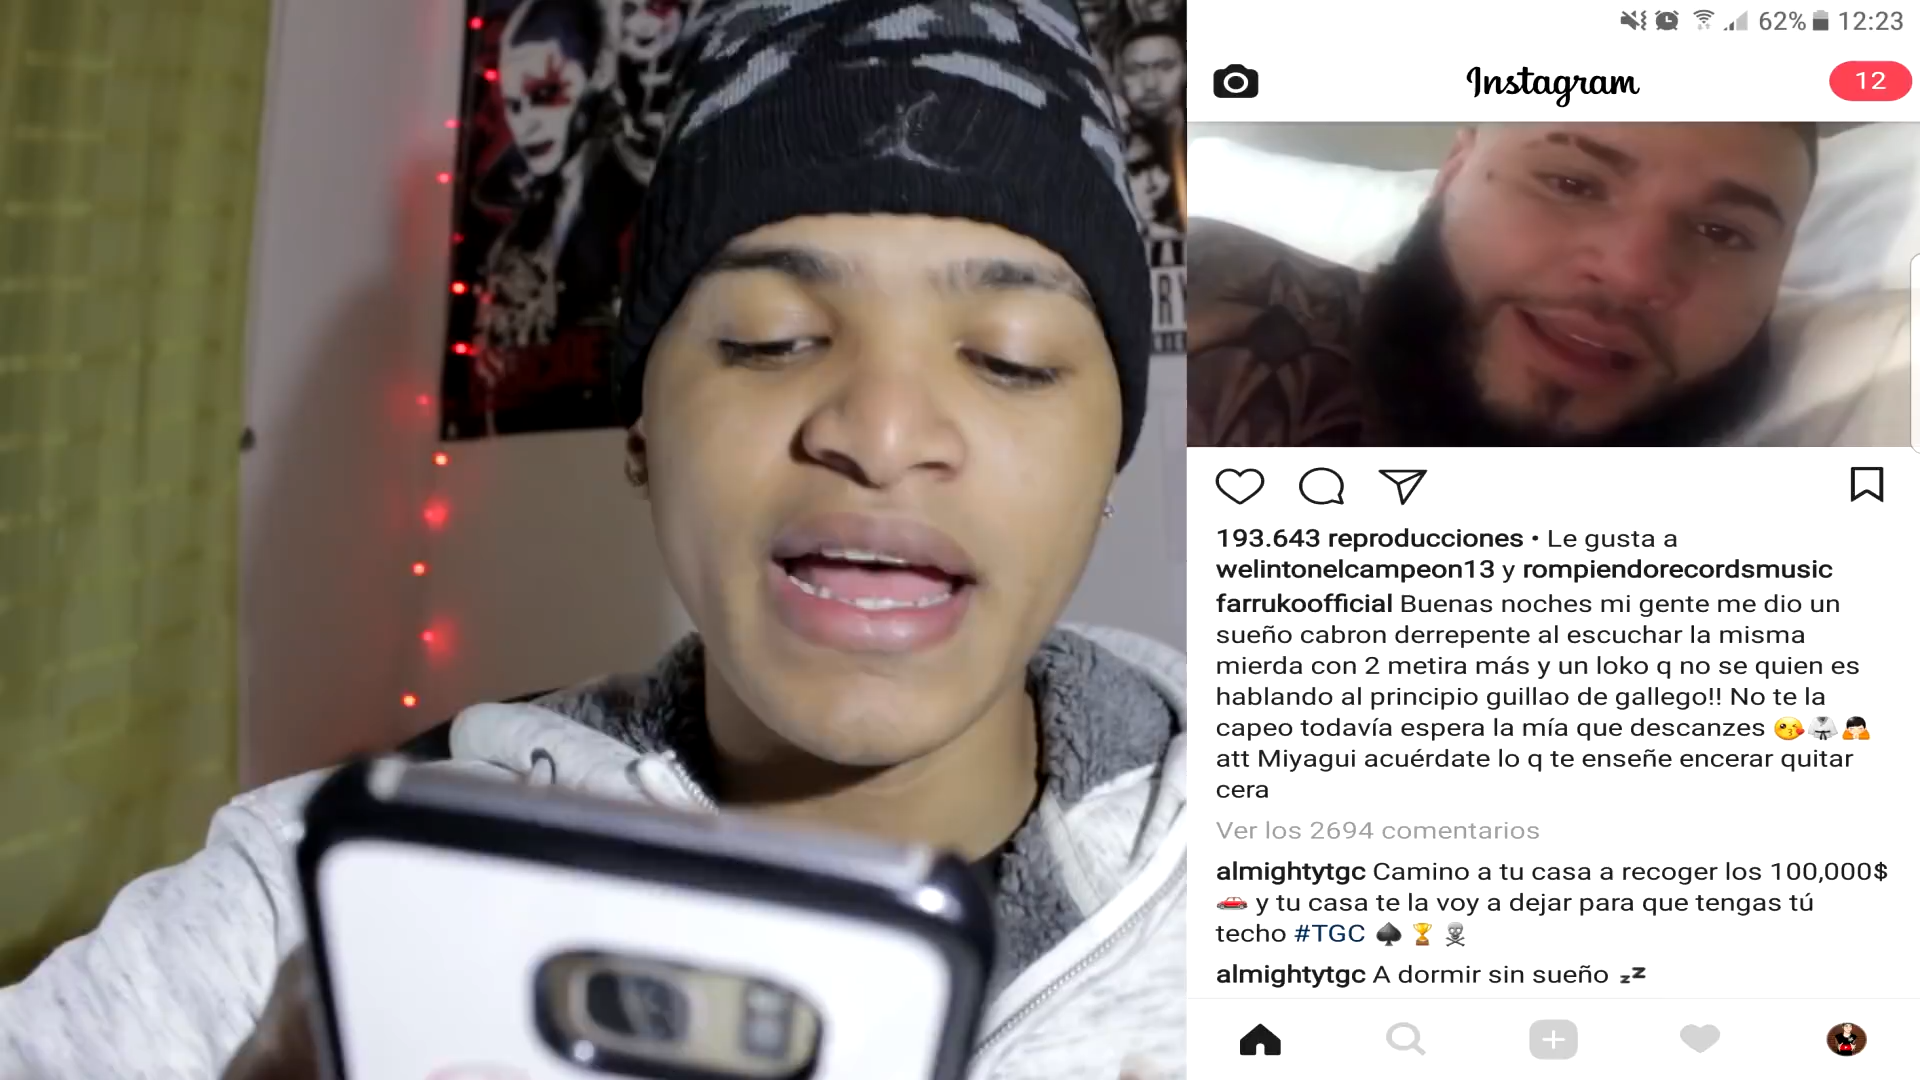 62% 12:23
Instagram
12
193.643 reproducciones • Le gusta a
welintonelcampeon13 y rompiendorecordsmusic
farrukoofficial Buenas noches mi gente me dio un
sueño cabron derrepente al escuchar la misma
mierda con 2 metira más y un loko q no se quien es
hablando al principio guillao de gallego!! No te la
capeo todavía espera la mía que descanzes 😘🥋🙇
att Miyagui acuérdate lo q te enseñe encerar quitar
cera
Ver los 2694 comentarios
almightytgc Camino a tu casa a recoger los 100,000$
🚗 y tu casa te la voy a dejar para que tengas tú
techo #TGC ♠️🏆☠️
almightytgc A dormir sin sueño 💤